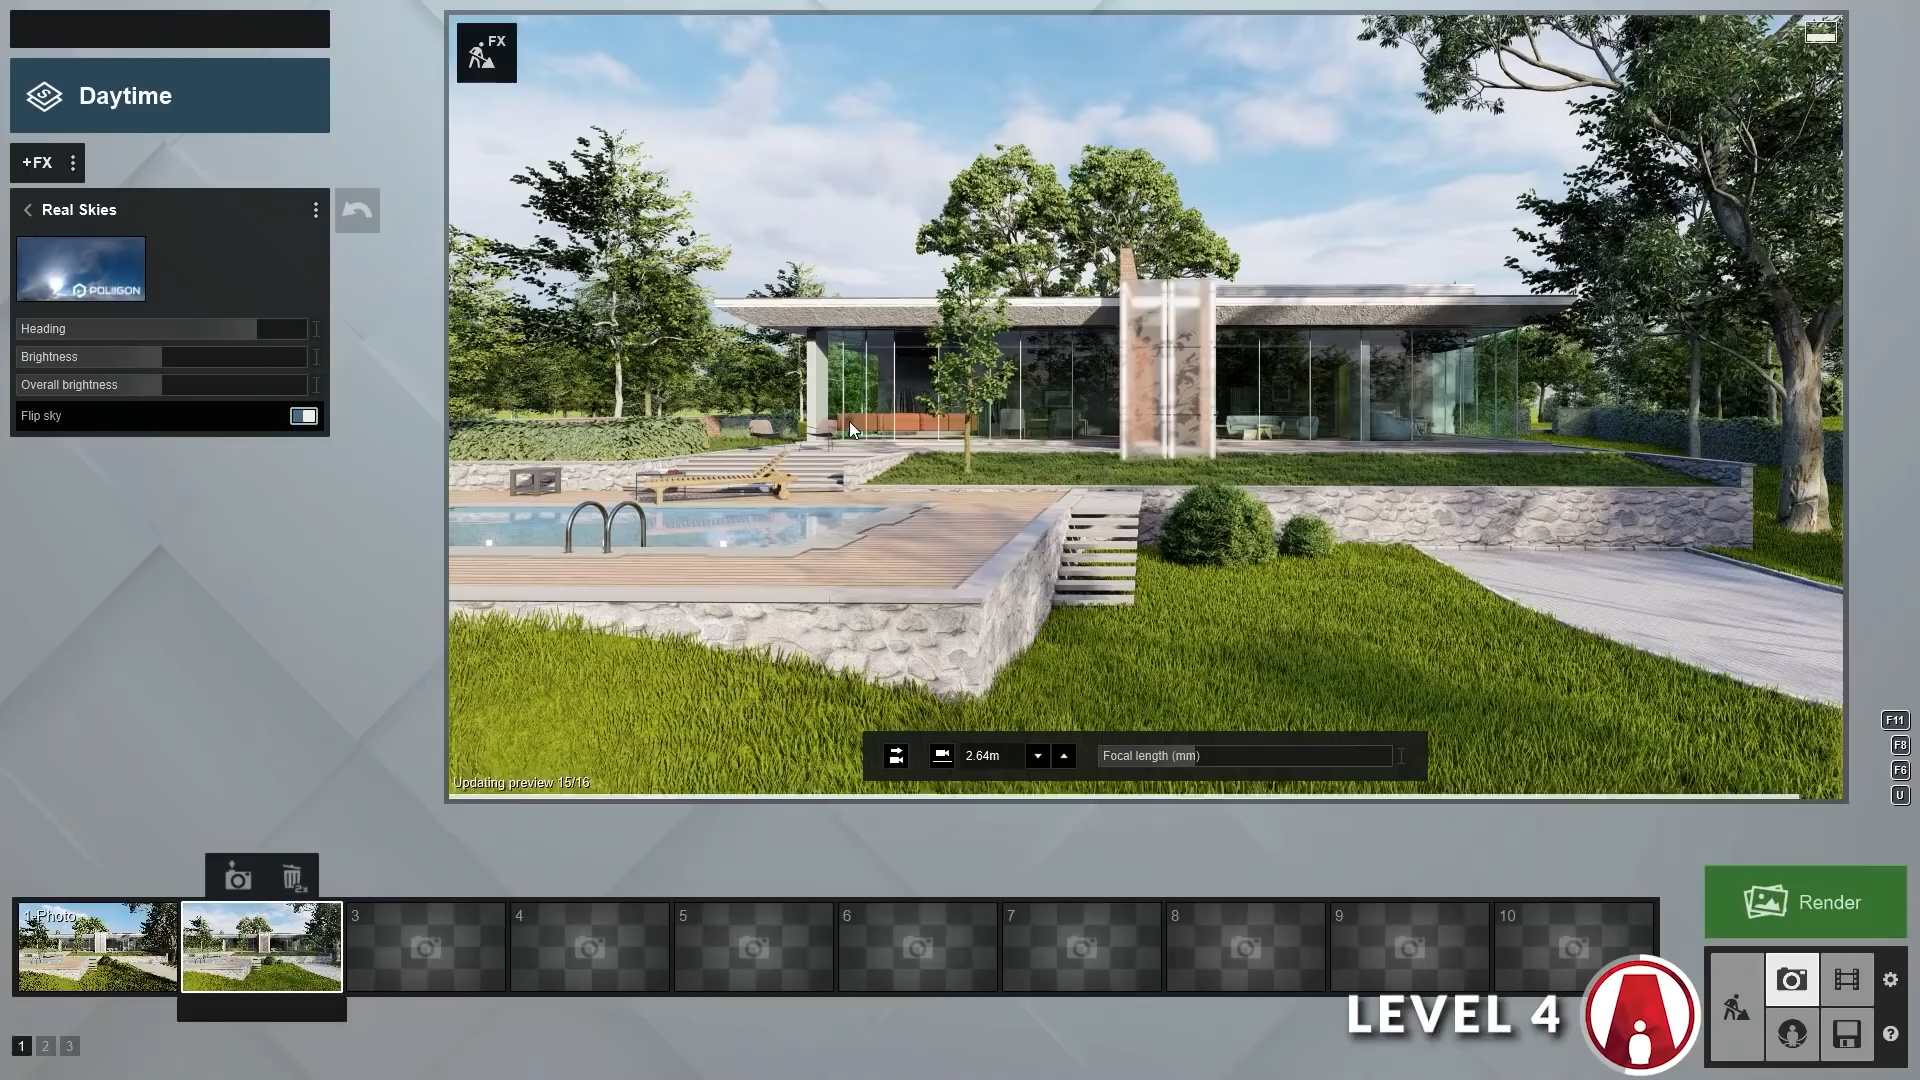 Daytime
+FX
Real Skies
POLIIGON
Heading
Brightness
Overall brightness
Flip sky
FX
Updating preview 15/16
2.64m
Focal length (mm)
F11
F8
F6
U
2x
1-Photo
3
4
5
6
7
8
9
10
Render
LEVEL 4
1
2
3